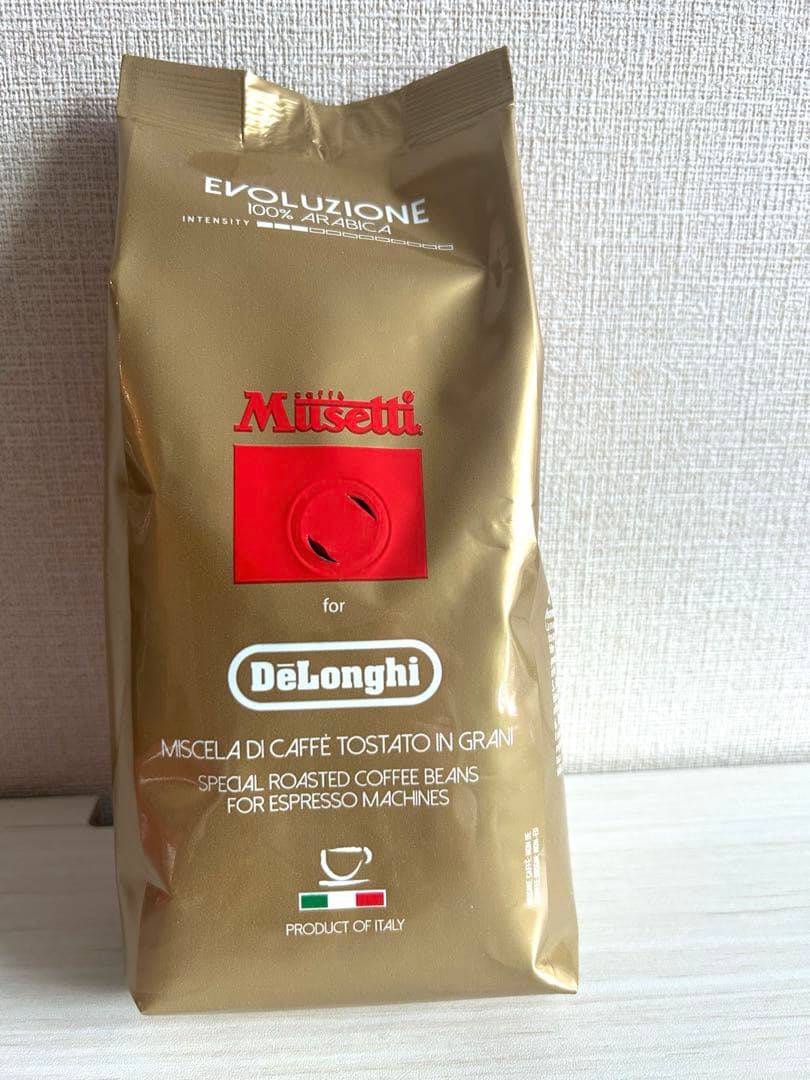 EVOLUZIONE
100% ARABICA
INTENSITY
caffè
Musetti
for
DēLonghi
MISCELA DI CAFFÈ TOSTATO IN GRANI
SPECIAL ROASTED COFFEE BEANS
FOR ESPRESSO MACHINES
PRODUCT OF ITALY